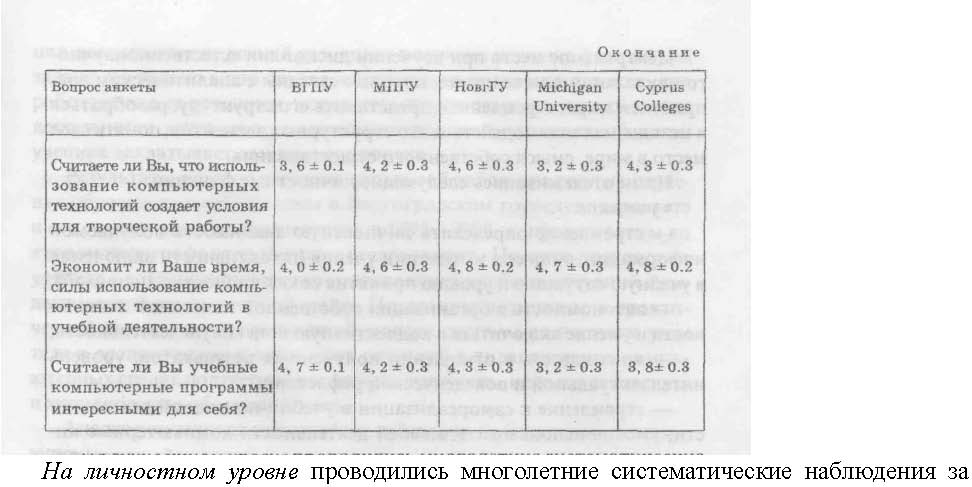 Окончание
Вопрос анкеты ВГПУ МПГУ НовгГУ Michigan University Cyprus Colleges
Считаете ли Вы, что исполь- 3, 6 ± 0.1 4, 2 ± 0.3 4, 6 ± 0.3 3, 2 ± 0.3 4, 3 ± 0.3
зование компьютерных
технологий создает условия
для творческой работы?
Экономит ли Ваше время, 4, 0 ± 0.2 4, 6 ± 0.3 4, 8 ± 0.2 4, 7 ± 0.3 4, 8 ± 0.2
силы использование компь-
ютерных технологий в
учебной деятельности?
Считаете ли Вы учебные 4, 7 ± 0.1 4, 2 ± 0.3 4, 3 ± 0.3 3, 2 ± 0.3 3, 8± 0.3
компьютерные программы
интересными для себя?
На личностном уровне проводились многолетние систематические наблюдения за